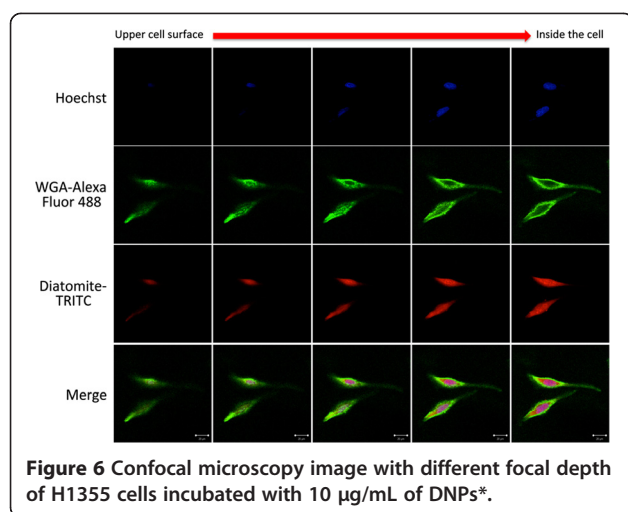 Upper cell surface Inside the cell
Hoechst
WGA-Alexa
Fluor 488
Diatomite-
TRITC
Merge
Figure 6 Confocal microscopy image with different focal depth
of H1355 cells incubated with 10 μg/mL of DNPs*.